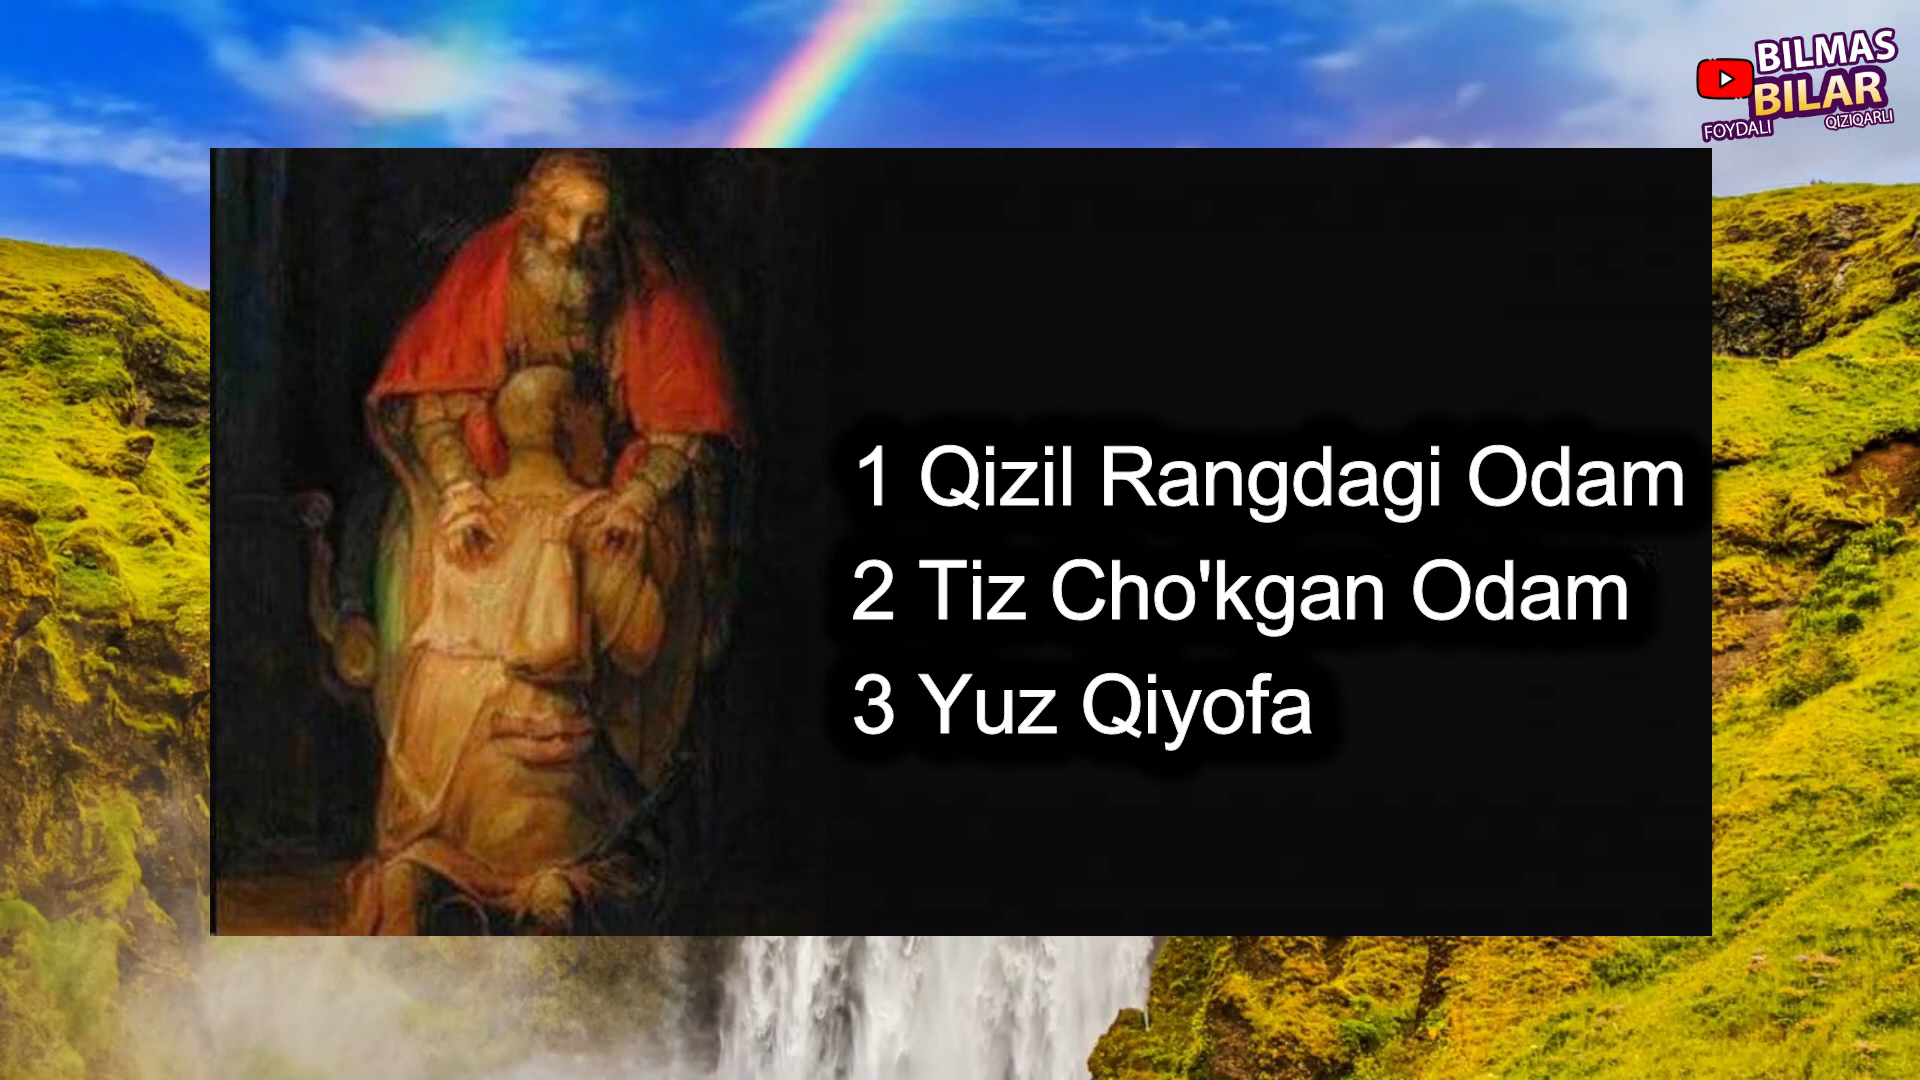 BILMAS
BILAR
FOYDALI
QIZIQARLI
1 Qizil Rangdagi Odam
2 Tiz Cho'kgan Odam
3 Yuz Qiyofa